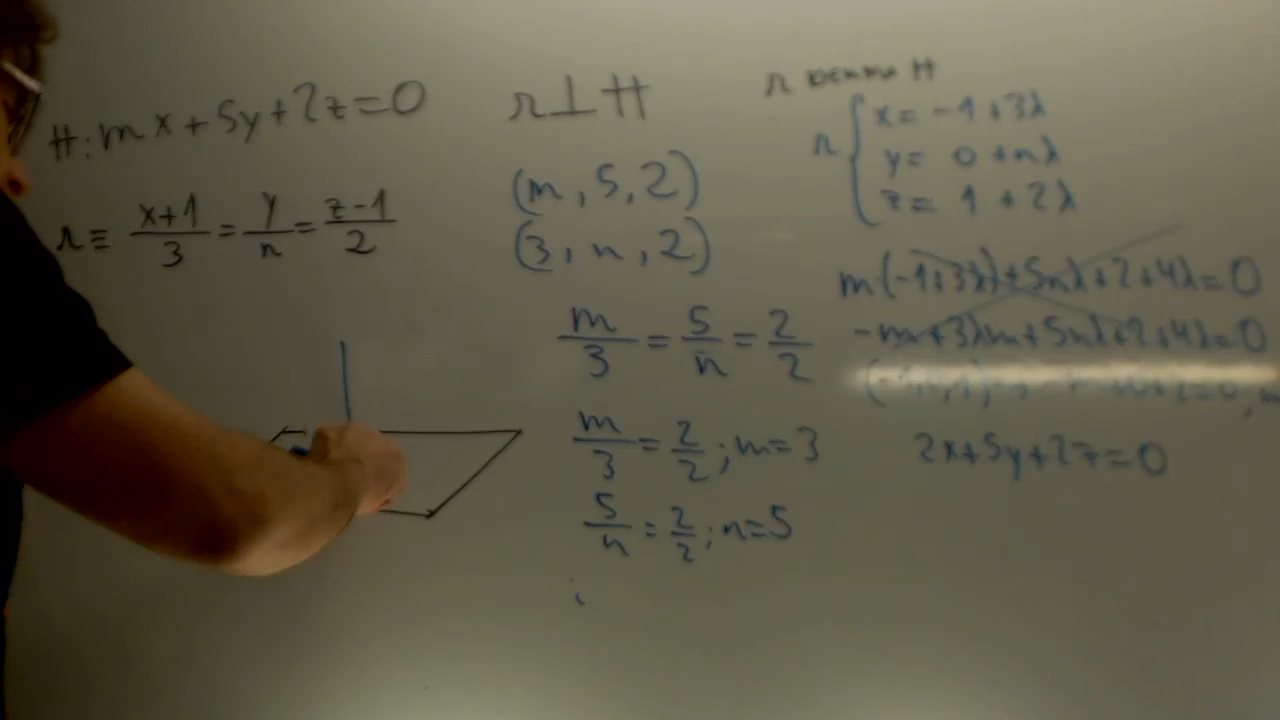 π: mx + 5y + 2z = 0
r ≡ (x+1)/3 = y/n = (z-1)/2
r ⊥ π
(m, 5, 2)
(3, n, 2)
m/3 = 5/n = 2/2
m/3 = 2/2 ; m = 3
5/n = 2/2 ; n = 5
r π
r { x = -1 + 3λ
y = 0 + nλ
z = 1 + 2λ
m(-1+3λ) + 5nλ + 2 + 4λ = 0
-m + 3λm + 5nλ + 2 + 4λ = 0
2x + 5y + 2z = 0